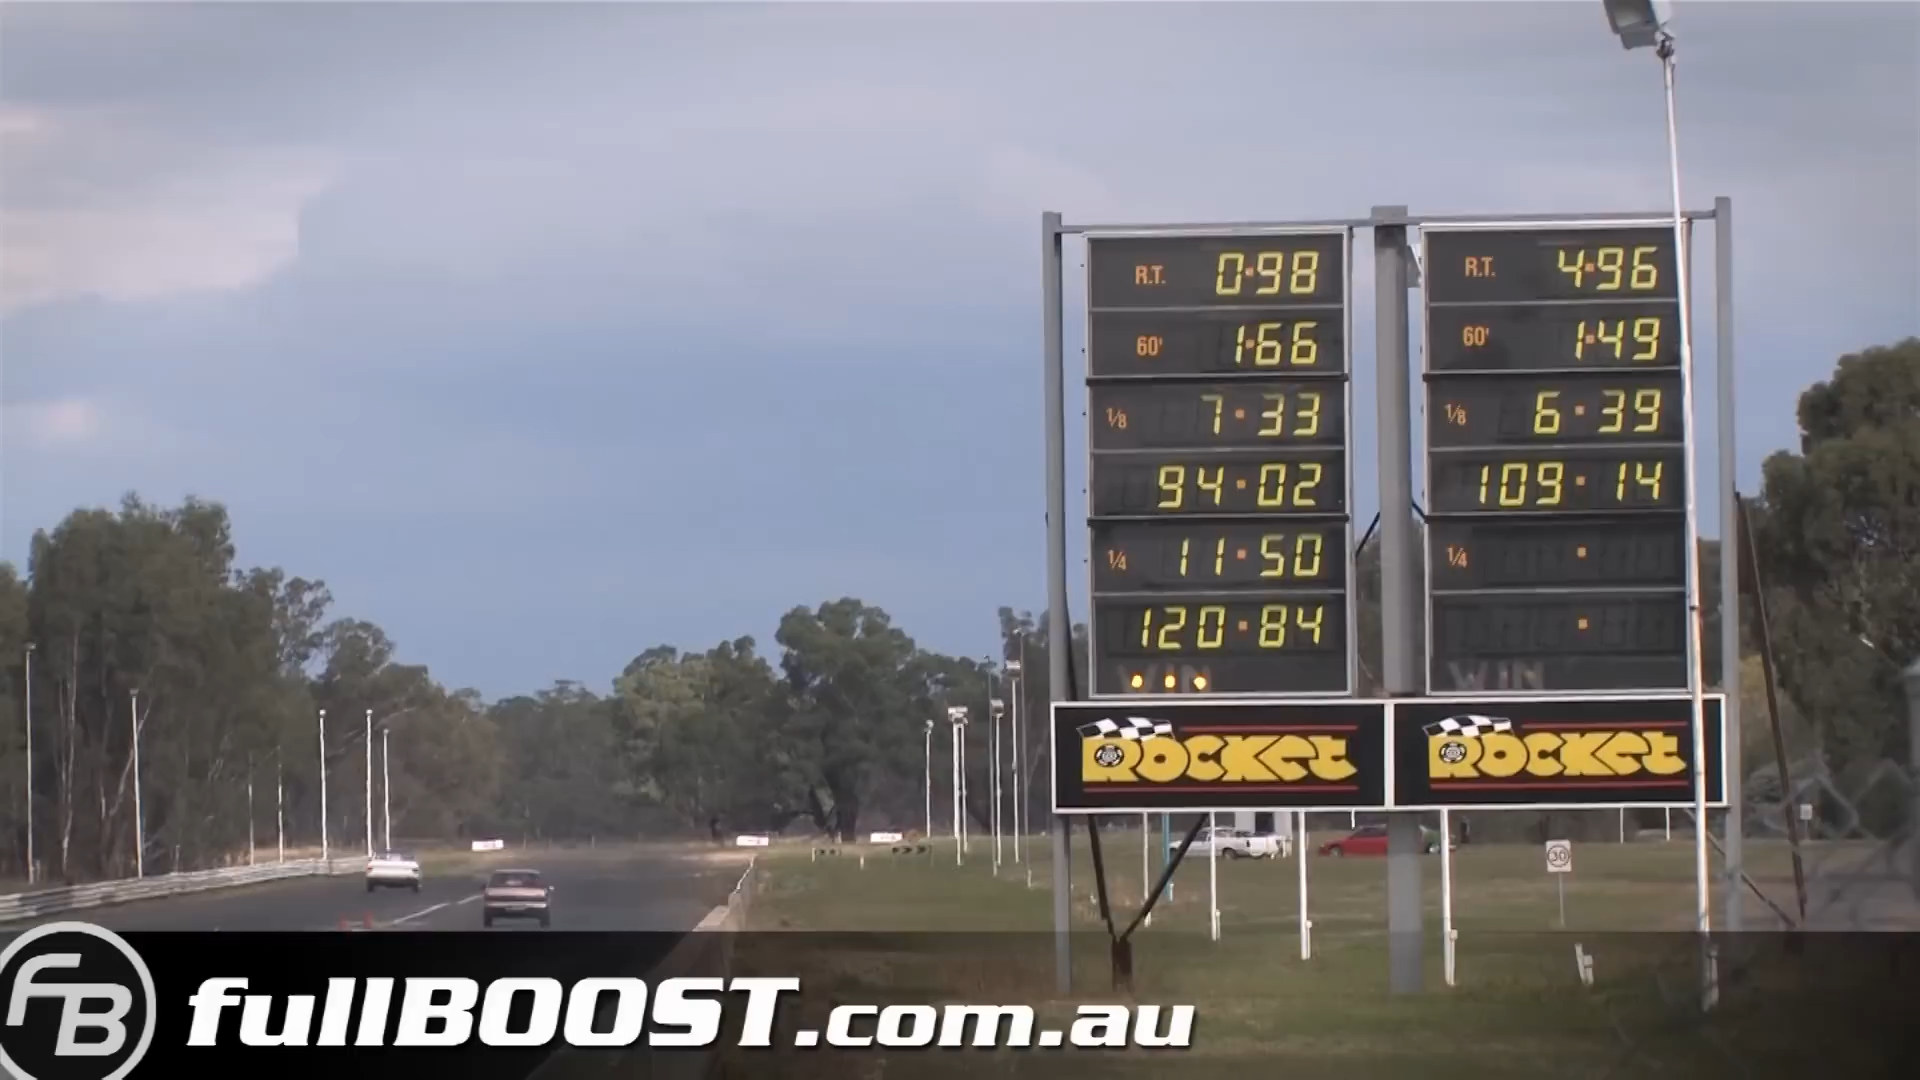 R.T. 0.98
60' 1.66
1/8 7.33
94.02
1/4 11.50
120.84
WIN
R.T. 4.96
60' 1.49
1/8 6.39
109.14
1/4
WIN
ROCKET
ROCKET
30
FB
fullBOOST.com.au